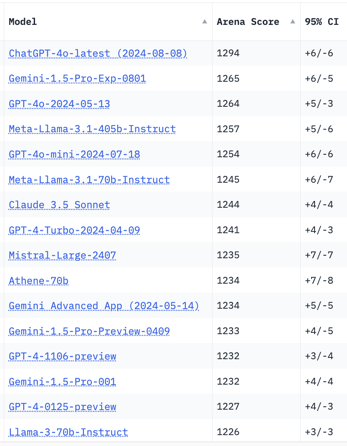 Model Arena Score 95% CI
ChatGPT-4o-latest (2024-08-08) 1294 +6/-6
Gemini-1.5-Pro-Exp-0801 1265 +6/-5
GPT-4o-2024-05-13 1264 +5/-3
Meta-Llama-3.1-405b-Instruct 1257 +5/-6
GPT-4o-mini-2024-07-18 1254 +6/-6
Meta-Llama-3.1-70b-Instruct 1245 +6/-7
Claude 3.5 Sonnet 1244 +4/-4
GPT-4-Turbo-2024-04-09 1241 +4/-3
Mistral-Large-2407 1235 +7/-7
Athene-70b 1234 +7/-8
Gemini Advanced App (2024-05-14) 1234 +5/-5
Gemini-1.5-Pro-Preview-0409 1233 +4/-5
GPT-4-1106-preview 1232 +3/-4
Gemini-1.5-Pro-001 1232 +4/-4
GPT-4-0125-preview 1227 +4/-3
Llama-3-70b-Instruct 1226 +3/-3